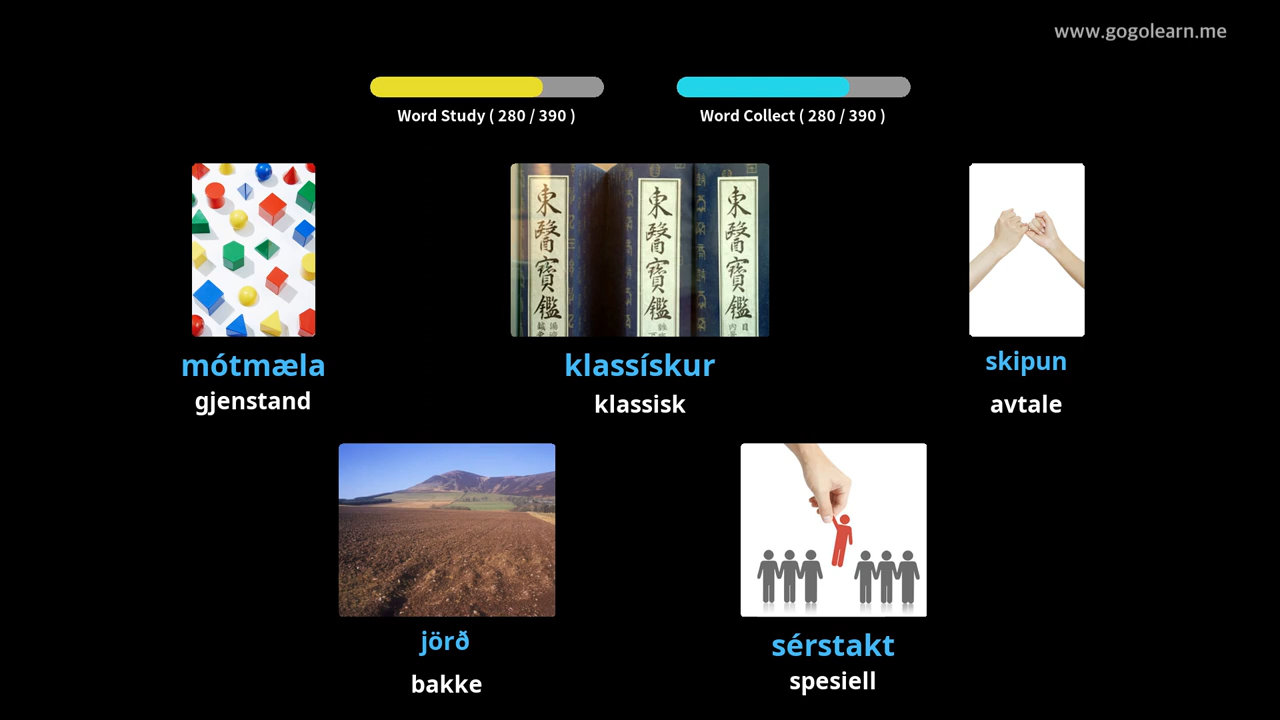 www.gogolearn.me
Word Study ( 280 / 390 )
Word Collect ( 280 / 390 )
東醫寶鑑
東醫寶鑑
東醫寶鑑
mótmæla
gjenstand
klassískur
klassisk
skipun
avtale
jörð
bakke
sérstakt
spesiell